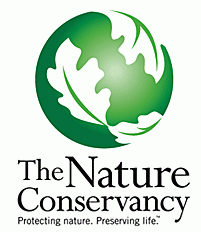 The Nature
Conservancy
Protecting nature. Preserving life.™